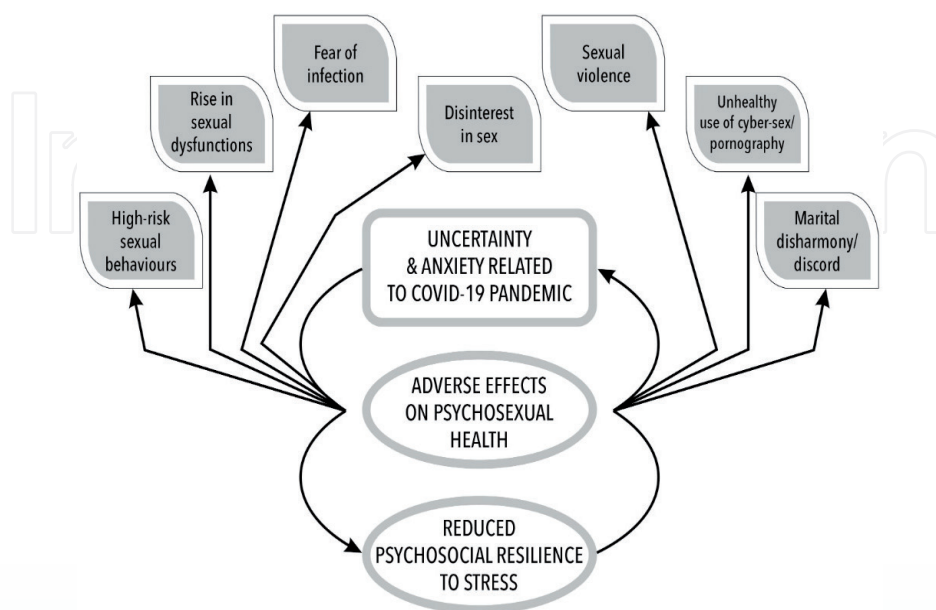 Fear of
infection
Sexual
violence
Rise in
sexual
dysfunctions
Disinterest
in sex
Unhealthy
use of cyber-sex/
pornography
High-risk
sexual
behaviours
Marital
disharmony/
discord
UNCERTAINTY
& ANXIETY RELATED
TO COVID-19 PANDEMIC
ADVERSE EFFECTS
ON PSYCHOSEXUAL
HEALTH
REDUCED
PSYCHOSOCIAL RESILIENCE
TO STRESS